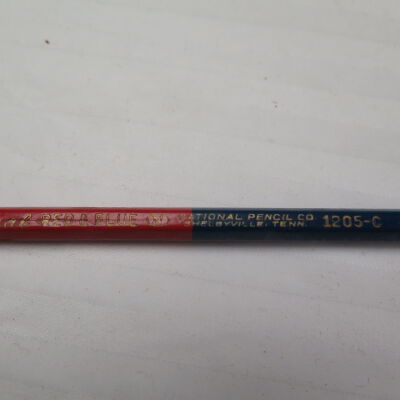 RED & BLUE NATIONAL PENCIL CO. 1205-C
SHELBYVILLE, TENN.